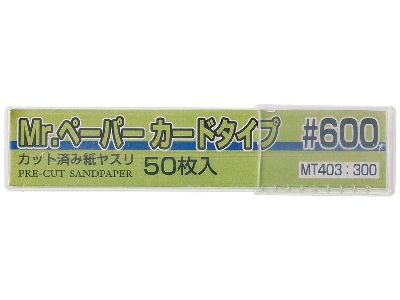 Mr.ペーパー カードタイプ #600
カット済み紙ヤスリ 50枚入
PRE-CUT SANDPAPER
MT403:300